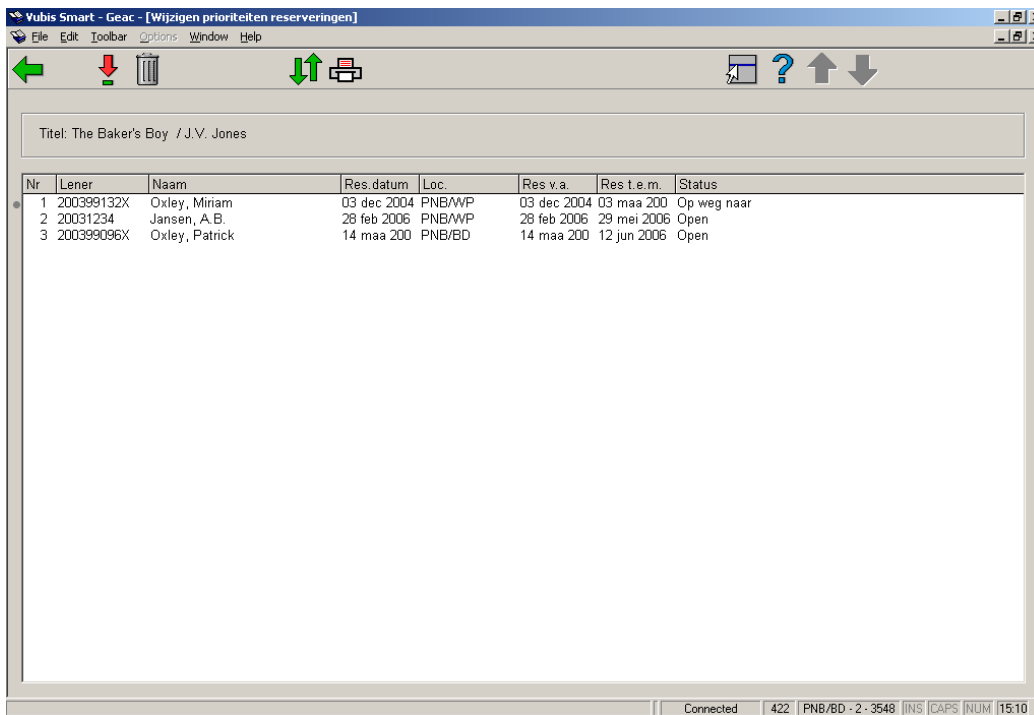 Vubis Smart - Geac - [Wijzigen prioriteiten reserveringen]
File Edit Toolbar Options Window Help
?
Titel: The Baker's Boy / J.V. Jones
Nr Lener Naam Res.datum Loc. Res v.a. Res t.e.m. Status
1 200399132X Oxley, Miriam 03 dec 2004 PNB/WP 03 dec 2004 03 maa 200 Op weg naar
2 20031234 Jansen, A.B. 28 feb 2006 PNB/WP 28 feb 2006 29 mei 2006 Open
3 200399096X Oxley, Patrick 14 maa 200 PNB/BD 14 maa 200 12 jun 2006 Open
Connected 422 PNB/BD - 2 - 3548 INS CAPS NUM 15:10